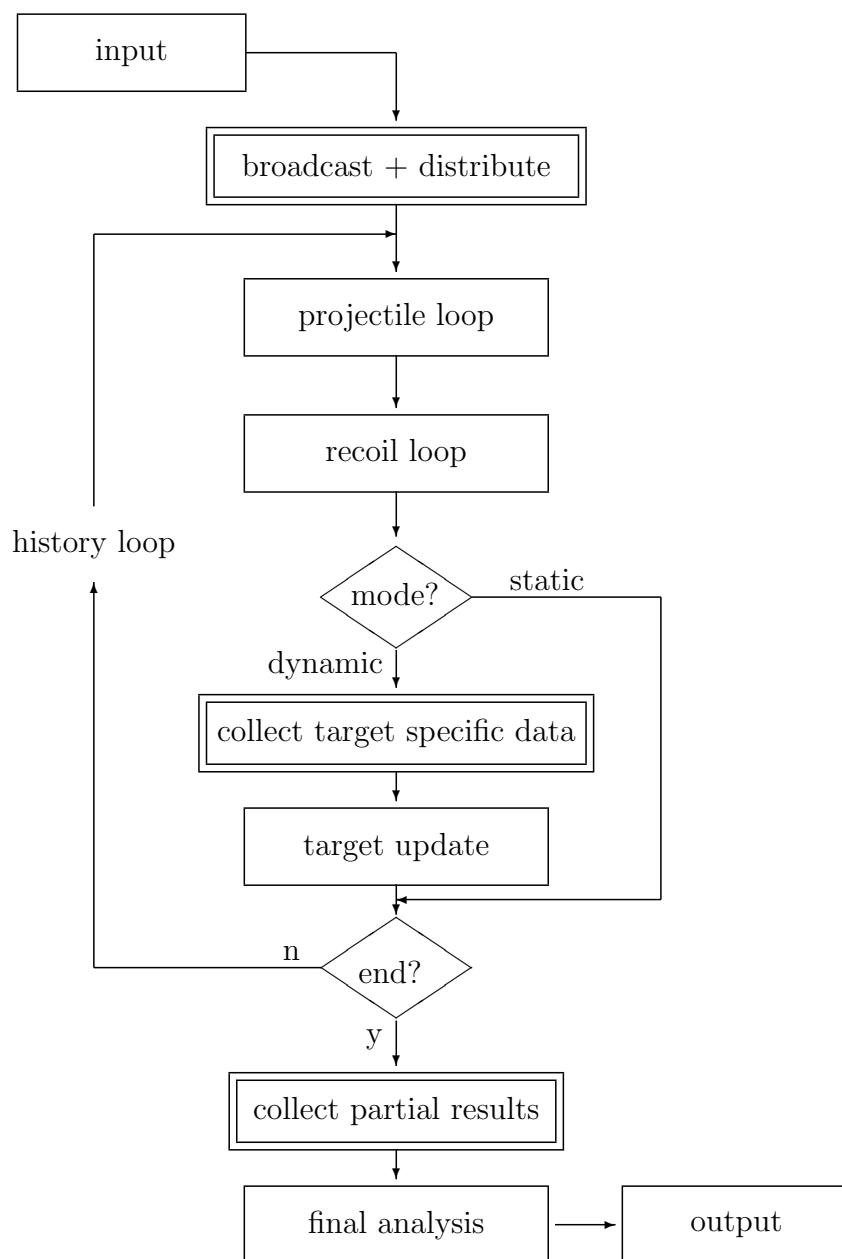 input
broadcast + distribute
projectile loop
recoil loop
history loop
mode?
static
dynamic
collect target specific data
target update
n
end?
y
collect partial results
final analysis
output